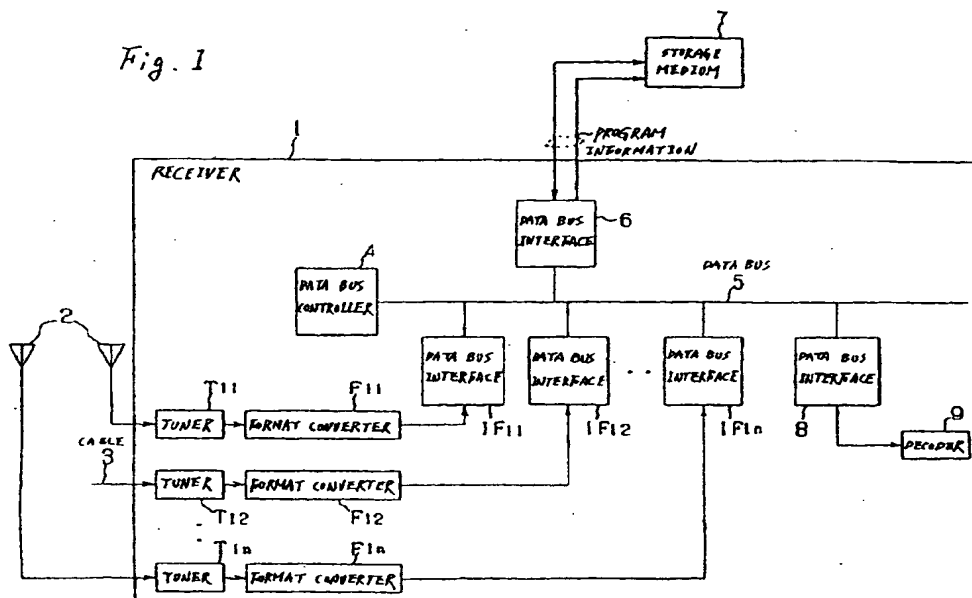 Fig. 1
7
STORAGE
MEDIUM
PROGRAM
INFORMATION
1
RECEIVER
DATA BUS
INTERFACE
6
4
DATA BUS
CONTROLLER
DATA BUS
5
2
DATA BUS
INTERFACE
DATA BUS
INTERFACE
DATA BUS
INTERFACE
DATA BUS
INTERFACE
T11
F11
IF11
IF12
IF1n
8
9
DECODER
TUNER
FORMAT CONVERTER
CABLE
3
TUNER
FORMAT CONVERTER
T12
F12
T1n
F1n
TUNER
FORMAT CONVERTER